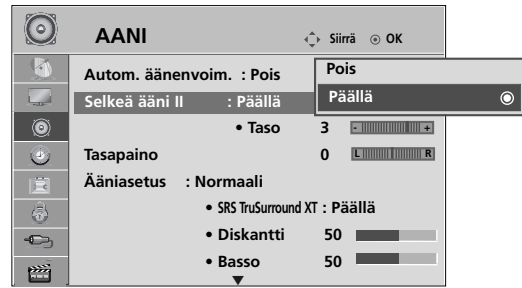 AANI
Siirrä OK
Autom. äänenvoim. : Pois
Pois
Selkeä ääni II : Päällä
Päällä
• Taso 3 - +
Tasapaino 0 L R
Ääniasetus : Normaali
• SRS TruSurround XT : Päällä
• Diskantti 50
• Basso 50